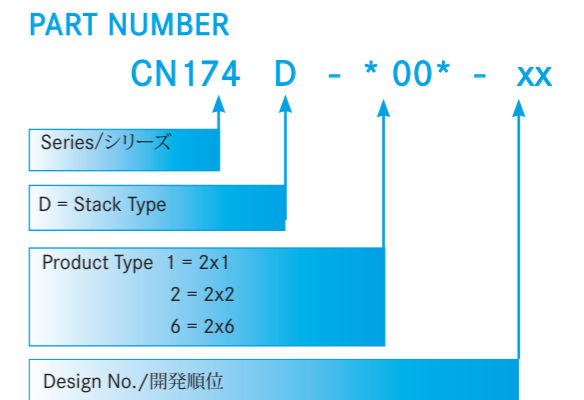 PART NUMBER
CN174 D - * 00* - xx
Series/シリーズ
D = Stack Type
Product Type 1 = 2x1
2 = 2x2
6 = 2x6
Design No./開発順位